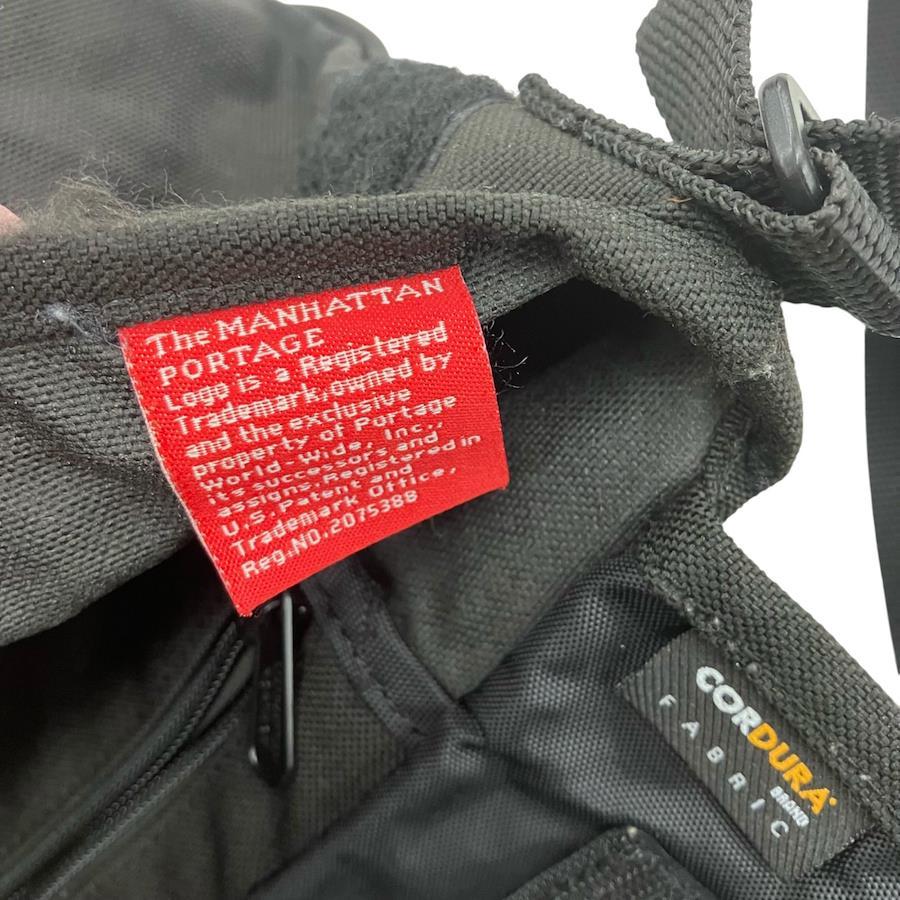 The MANHATTAN
PORTAGE
Logo is a Registered
Trademark, Owned by
and the exclusive
property of Portage
World-Wide, Inc.,
its successors and
assigns. Registered in
U.S. Patent and
Trademark Office,
Reg.NO.2075388
CORDURA
BRAND
FABRIC